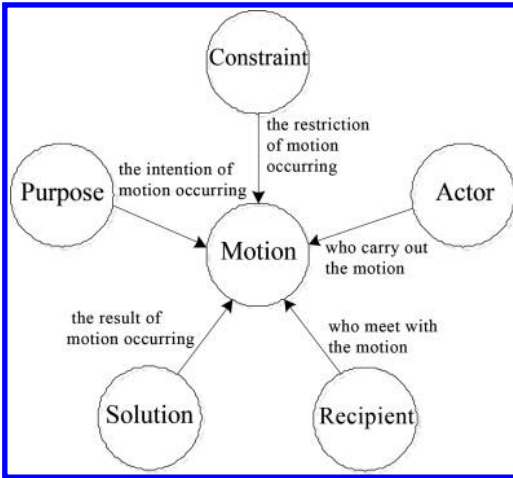 Constraint
the restriction
of motion
occurring
the intention of
motion occurring
Purpose
Actor
Motion
who carry out
the motion
the result of
motion occurring
who meet with
the motion
Solution
Recipient